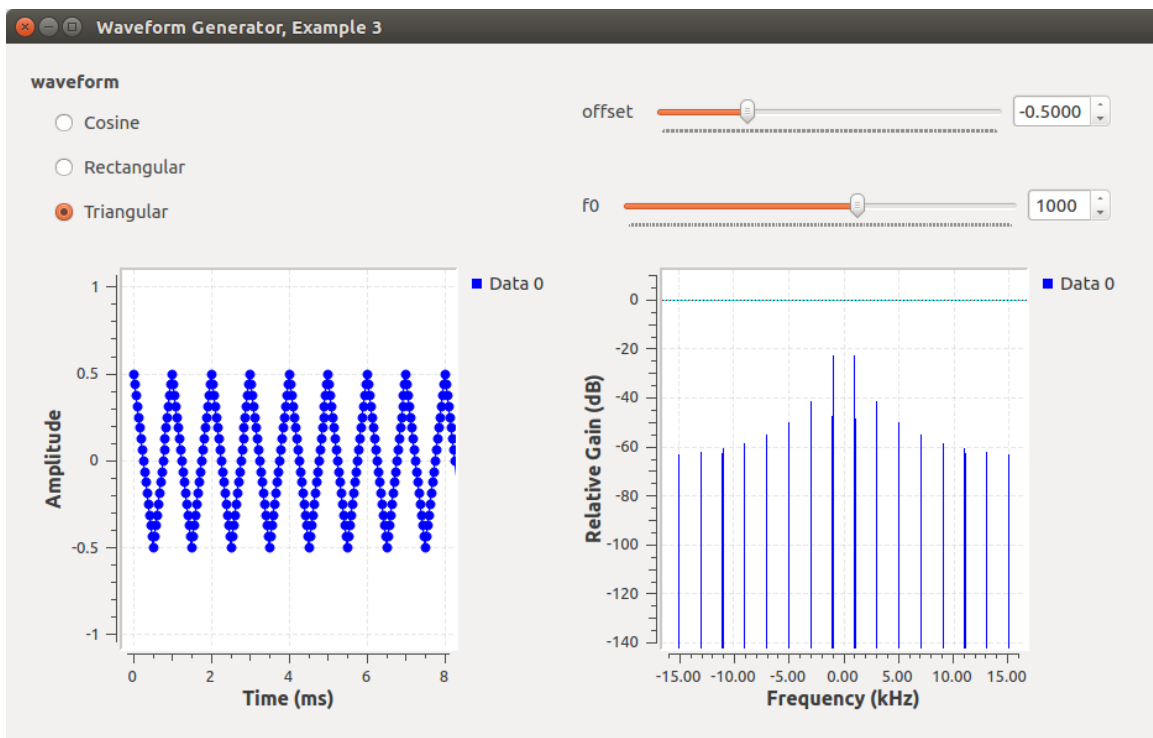 Waveform Generator, Example 3
waveform
Cosine
Rectangular
Triangular
offset
-0.5000
f0
1000
Data 0
1
0.5
0
-0.5
-1
Amplitude
0 2 4 6 8
Time (ms)
Data 0
0
-20
-40
-60
-80
-100
-120
-140
Relative Gain (dB)
-15.00 -10.00 -5.00 0.00 5.00 10.00 15.00
Frequency (kHz)